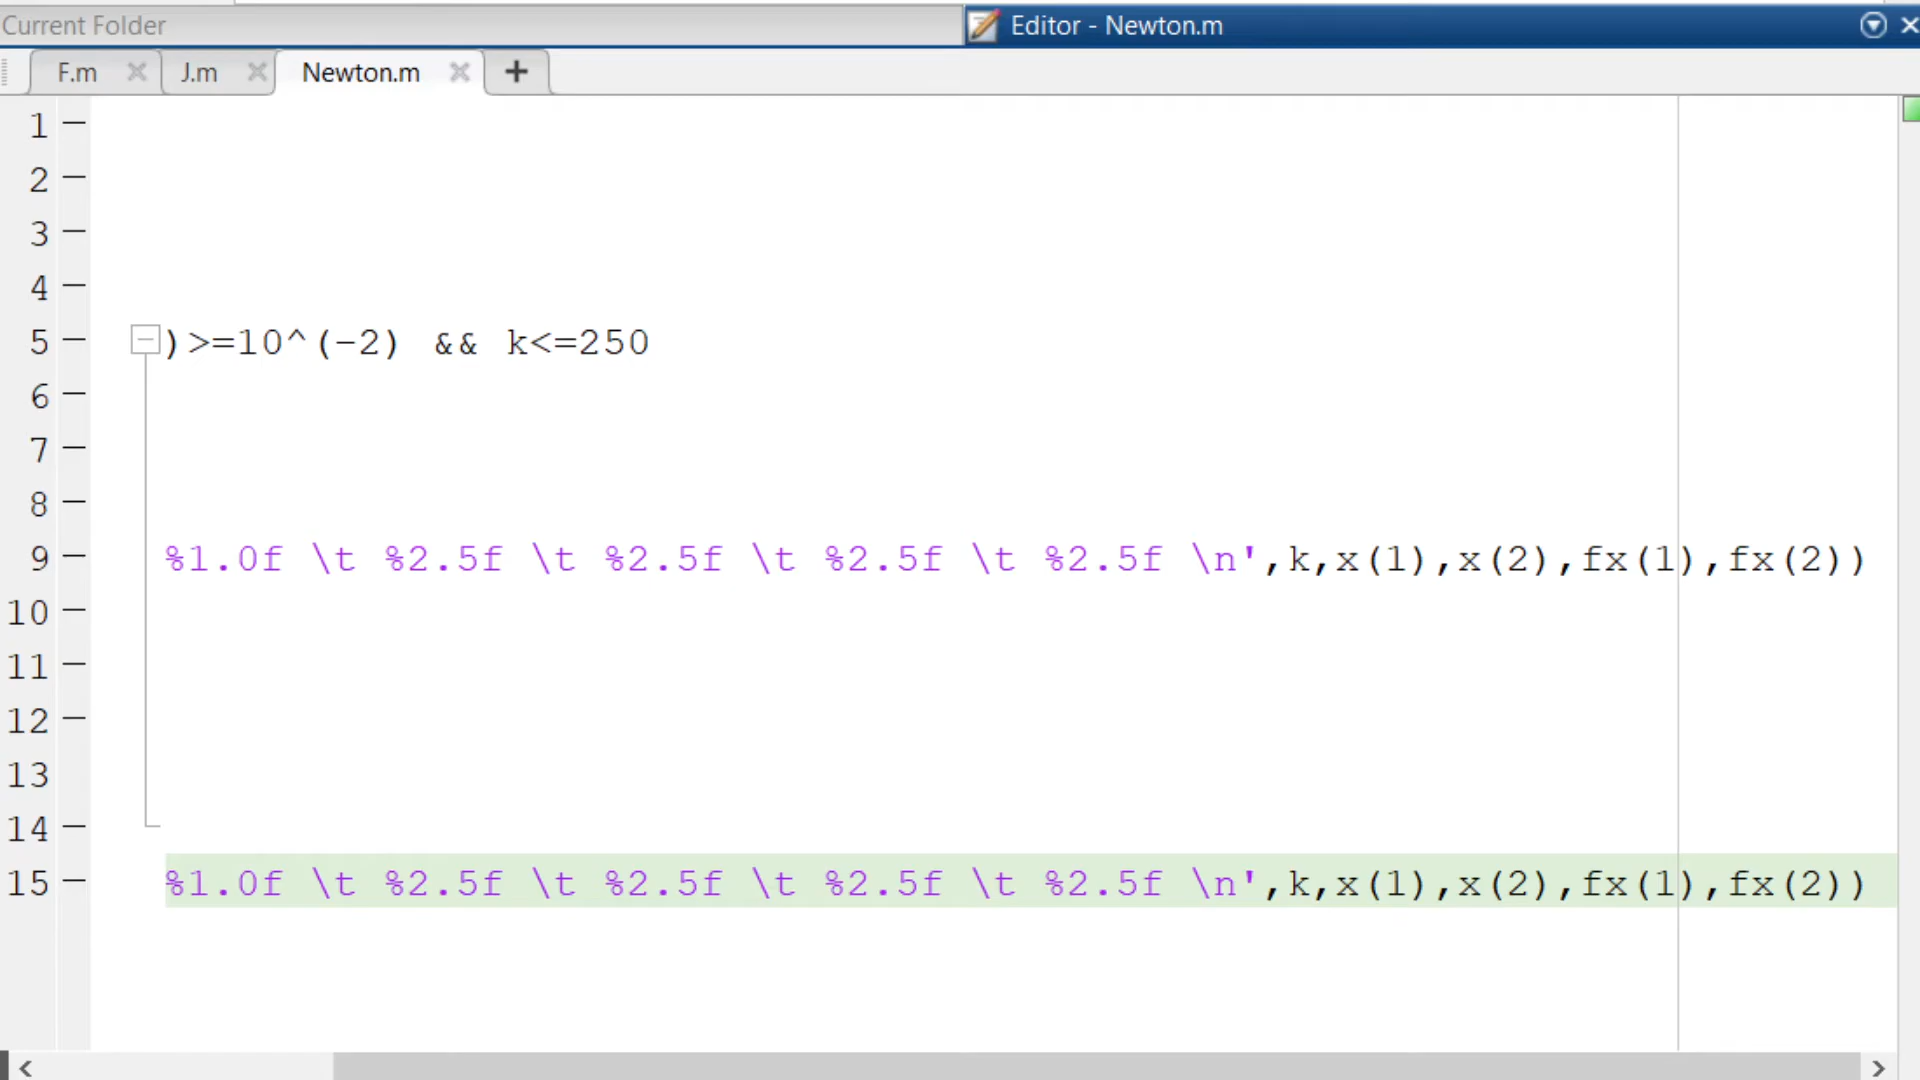 Current Folder
Editor - Newton.m
F.m
J.m
Newton.m
1
2
3
4
5 )>=10^(-2) && k<=250
6
7
8
9 %1.0f \t %2.5f \t %2.5f \t %2.5f \t %2.5f \n',k,x(1),x(2),fx(1),fx(2))
10
11
12
13
14
15 %1.0f \t %2.5f \t %2.5f \t %2.5f \t %2.5f \n',k,x(1),x(2),fx(1),fx(2))